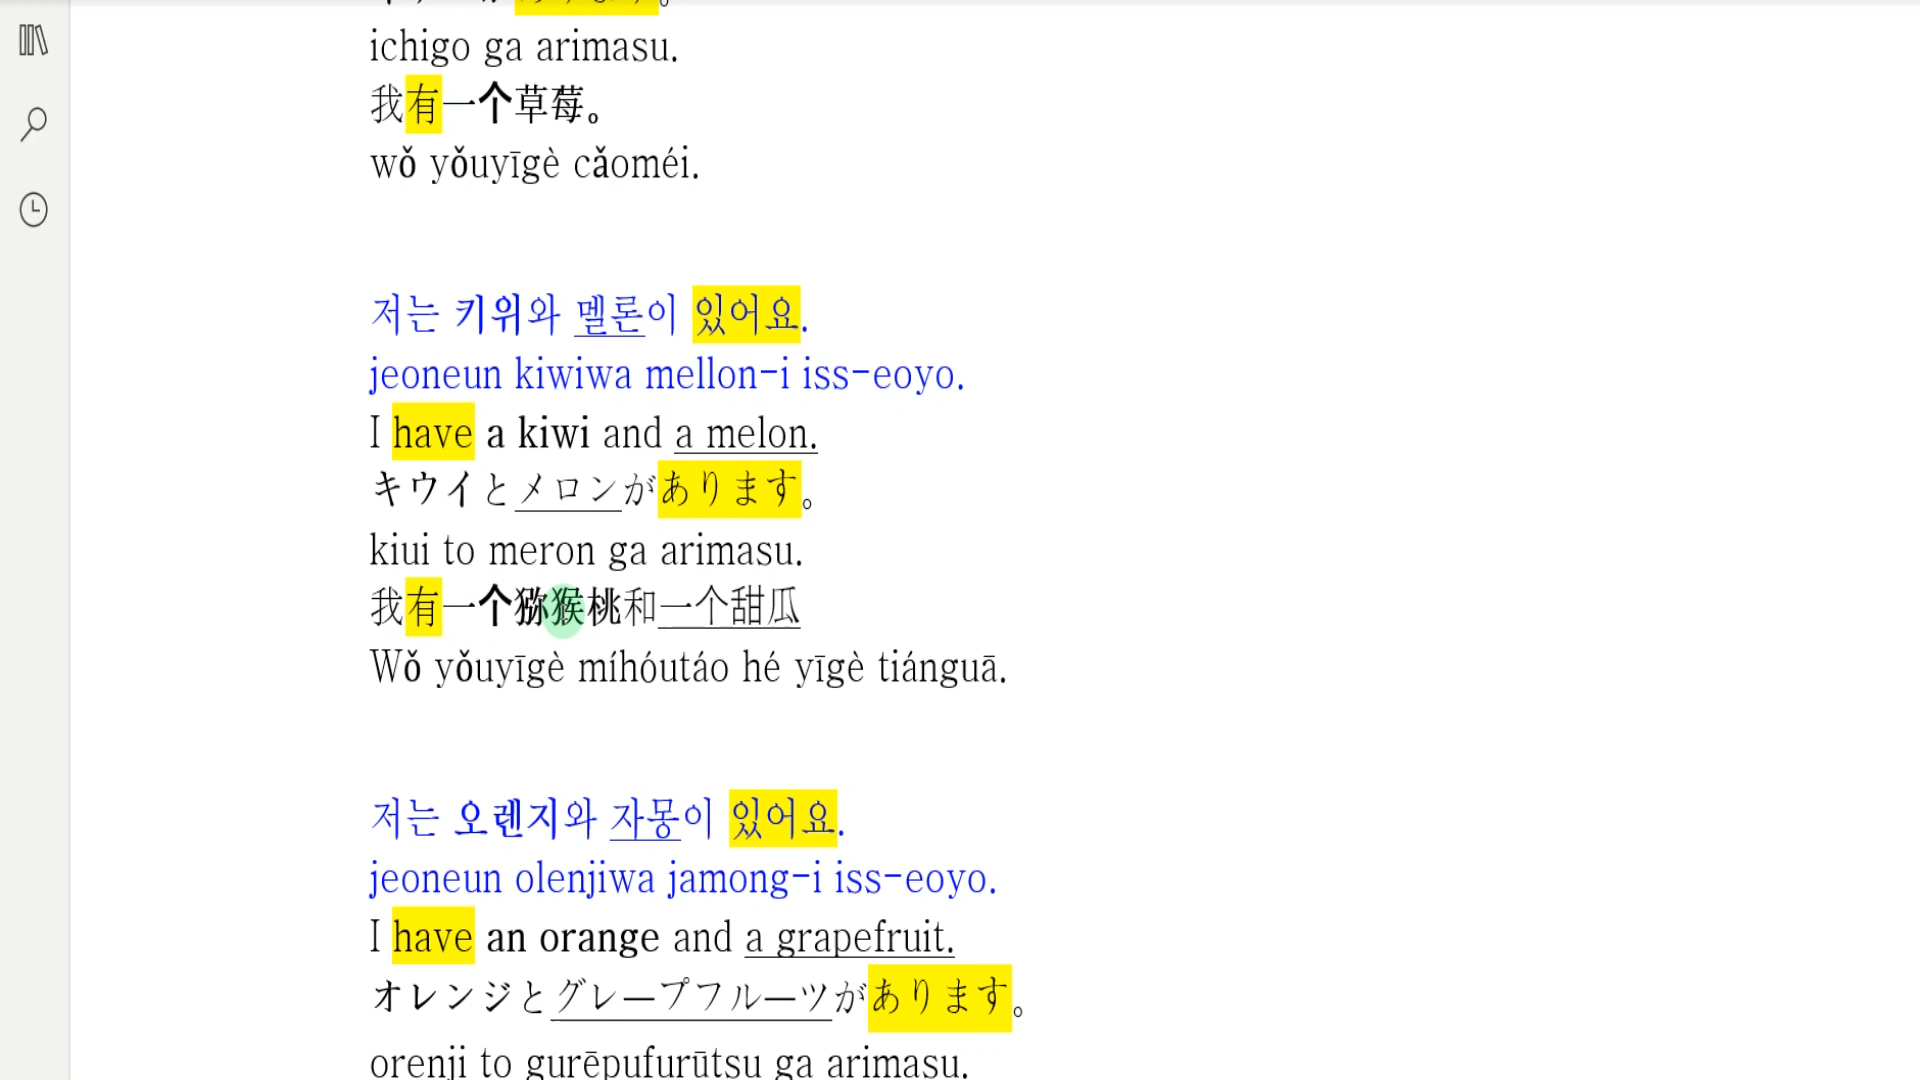 ichigo ga arimasu.
我有一个草莓。
wǒ yǒuyīgè cǎoméi.
저는 키위와 멜론이 있어요.
jeoneun kiwiwa mellon-i iss-eoyo.
I have a kiwi and a melon.
キウイとメロンがあります。
kiui to meron ga arimasu.
我有一个猕猴桃和一个甜瓜
Wǒ yǒuyīgè míhóutáo hé yīgè tiánguā.
저는 오렌지와 자몽이 있어요.
jeoneun olenjiwa jamong-i iss-eoyo.
I have an orange and a grapefruit.
オレンジとグレープフルーツがあります。
orenji to gurēpufurūtsu ga arimasu.